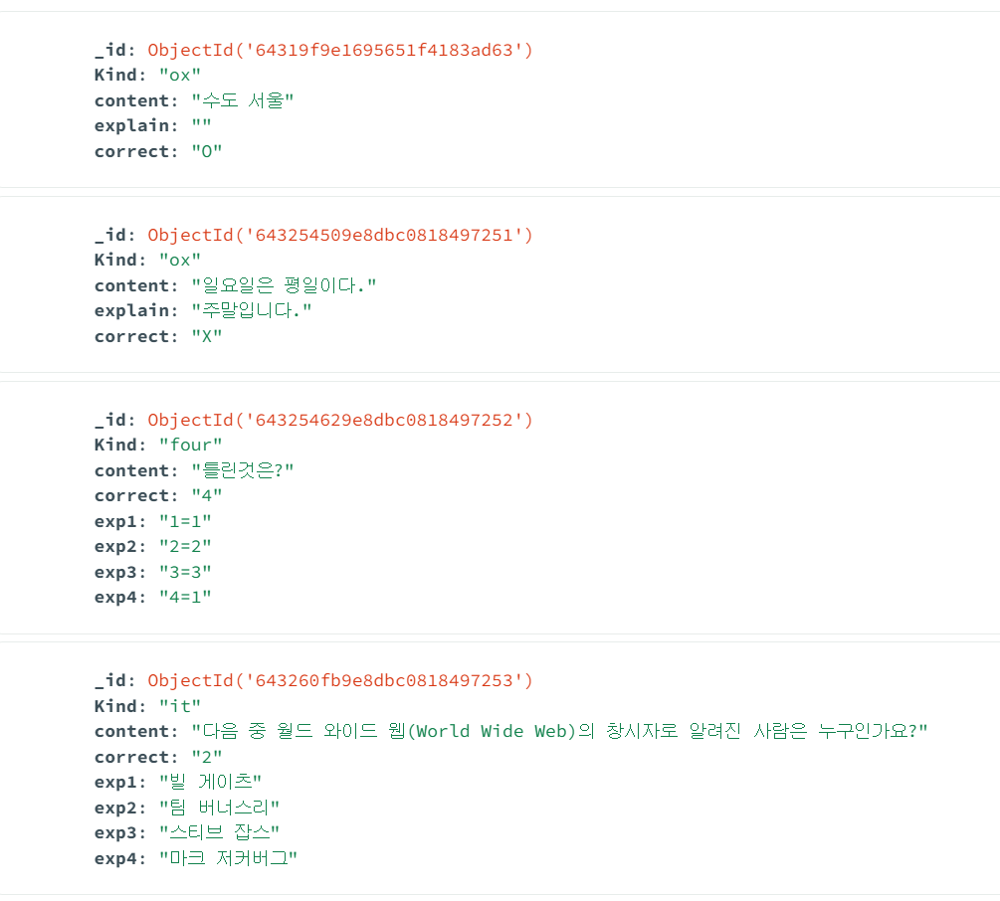 _id: ObjectId('64319f9e1695651f4183ad63')
Kind: "ox"
content: "수도 서울"
explain: ""
correct: "O"
_id: ObjectId('643254509e8dbc0818497251')
Kind: "ox"
content: "일요일은 평일이다."
explain: "주말입니다."
correct: "X"
_id: ObjectId('643254629e8dbc0818497252')
Kind: "four"
content: "틀린것은?"
correct: "4"
exp1: "1=1"
exp2: "2=2"
exp3: "3=3"
exp4: "4=1"
_id: ObjectId('643260fb9e8dbc0818497253')
Kind: "it"
content: "다음 중 월드 와이드 웹(World Wide Web)의 창시자로 알려진 사람은 누구인가요?"
correct: "2"
exp1: "빌 게이츠"
exp2: "팀 버너스리"
exp3: "스티브 잡스"
exp4: "마크 저커버그"